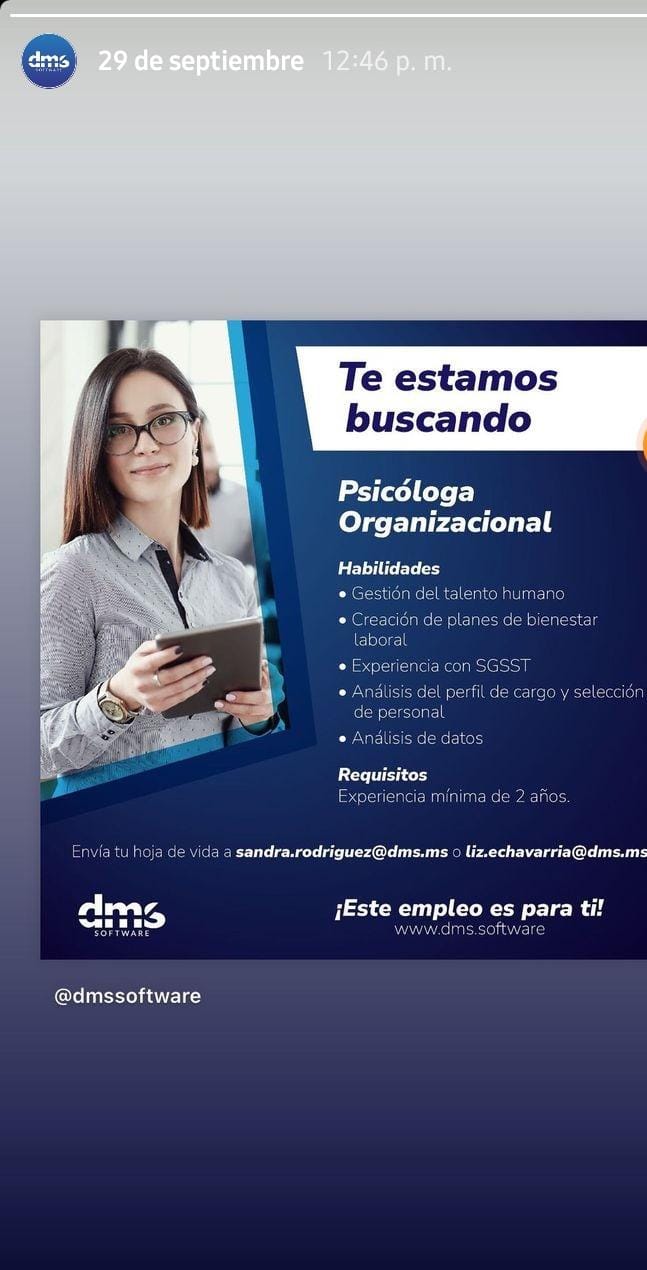 dms
SOFTWARE
29 de septiembre 12:46 p. m.
Te estamos
buscando
Psicóloga
Organizacional
Habilidades
• Gestión del talento humano
• Creación de planes de bienestar
laboral
• Experiencia con SGSST
• Análisis del perfil de cargo y selección
de personal
• Análisis de datos
Requisitos
Experiencia mínima de 2 años.
Envía tu hoja de vida a sandra.rodriguez@dms.ms o liz.echavarria@dms.ms
dms
SOFTWARE
¡Este empleo es para ti!
www.dms.software
@dmssoftware